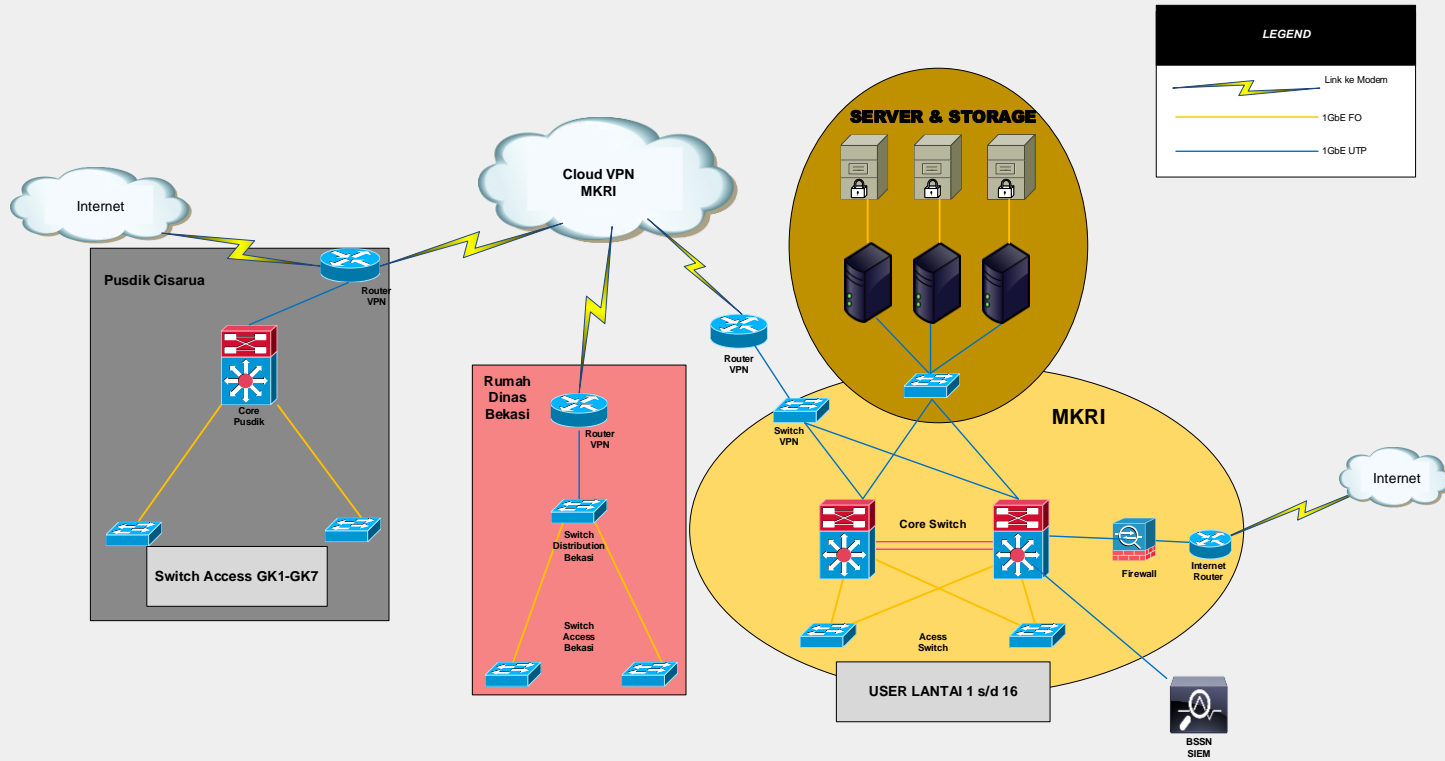 LEGEND
Link ke Modem
1GbE FO
1GbE UTP
SERVER & STORAGE
Cloud VPN
MKRI
Internet
Pusdik Cisarua
Router
VPN
Core
Pusdik
Switch Access GK1-GK7
Rumah
Dinas
Bekasi
Router
VPN
Switch
Distribution
Bekasi
Switch
Access
Bekasi
Router
VPN
Switch
VPN
MKRI
Core Switch
Firewall
Internet
Router
Internet
Acess
Switch
USER LANTAI 1 s/d 16
BSSN
SIEM